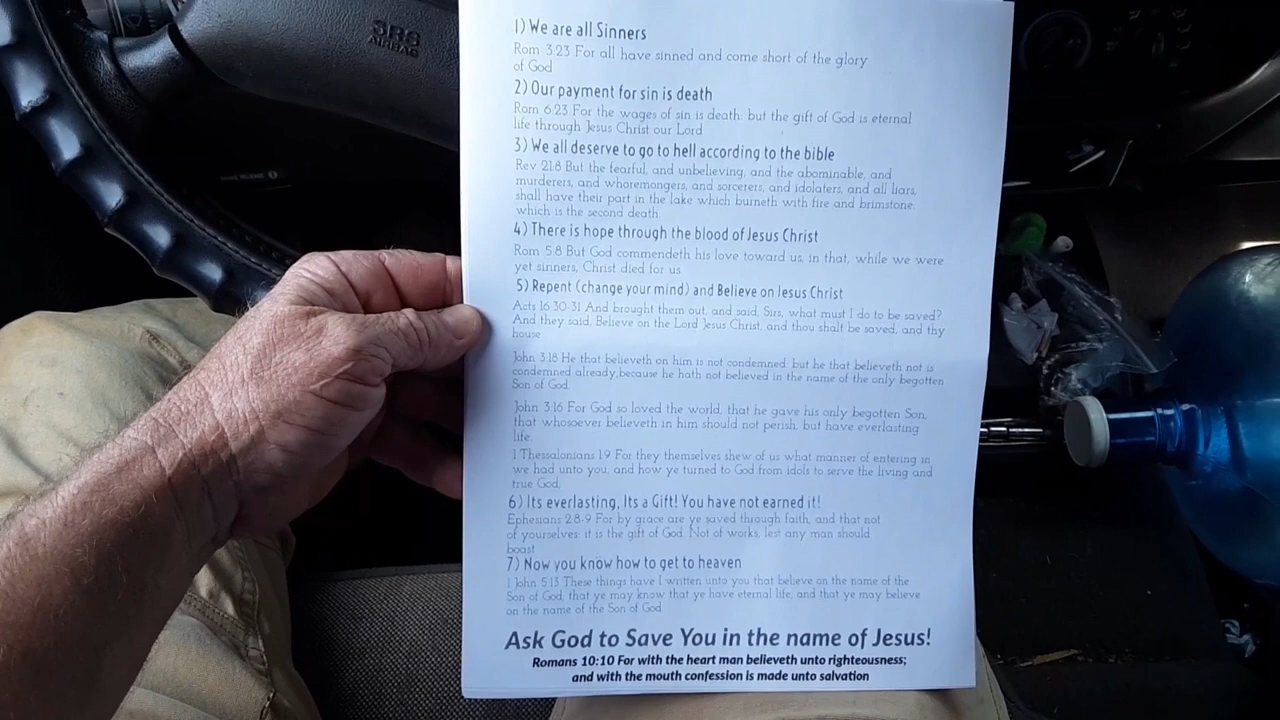 SRS
AIRBAG
1) We are all Sinners
Rom 3:23 For all have sinned and come short of the glory
of God
2) Our payment for sin is death
Rom 6:23 For the wages of sin is death; but the gift of God is eternal
life through Jesus Christ our Lord
3) We all deserve to go to hell according to the bible
Rev 21:8 But the fearful, and unbelieving, and the abominable, and
murderers, and whoremongers, and sorcerers, and idolaters, and all liars,
shall have their part in the lake which burneth with fire and brimstone:
which is the second death.
4) There is hope through the blood of Jesus Christ
Rom 5:8 But God commendeth his love toward us, in that, while we were
yet sinners, Christ died for us.
5) Repent (change your mind) and Believe on Jesus Christ
Acts 16:30-31 And brought them out, and said, Sirs, what must I do to be saved?
And they said, Believe on the Lord Jesus Christ, and thou shalt be saved, and thy
house
John 3:18 He that believeth on him is not condemned: but he that believeth not is
condemned already,because he hath not believed in the name of the only begotten
Son of God.
John 3:16 For God so loved the world, that he gave his only begotten Son,
that whosoever believeth in him should not perish, but have everlasting
life.
1 Thessalonians 1:9 For they themselves shew of us what manner of entering in
we had unto you, and how ye turned to God from idols to serve the living and
true God;
6) Its everlasting, Its a Gift! You have not earned it!
Ephesians 2:8-9 For by grace are ye saved through faith; and that not
of yourselves: it is the gift of God: Not of works, lest any man should
boast
7) Now you know how to get to heaven
1 John 5:13 These things have I written unto you that believe on the name of the
Son of God; that ye may know that ye have eternal life, and that ye may believe
on the name of the Son of God.
Ask God to Save You in the name of Jesus!
Romans 10:10 For with the heart man believeth unto righteousness;
and with the mouth confession is made unto salvation